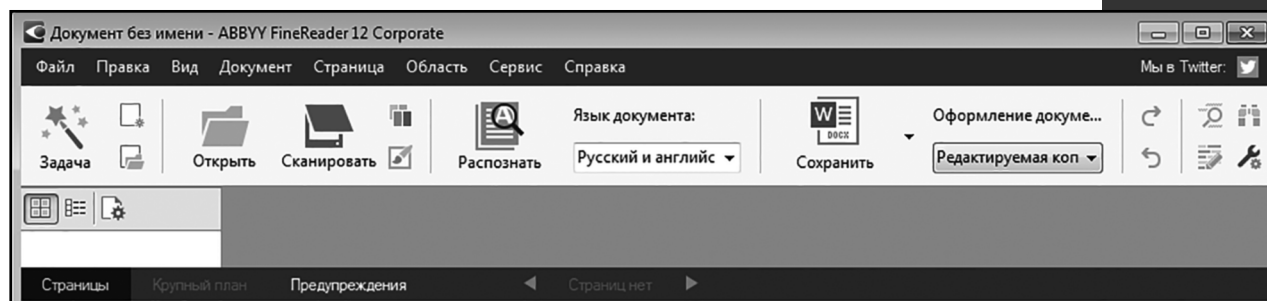 Документ без имени - ABBYY FineReader 12 Corporate
Файл Правка Вид Документ Страница Область Сервис Справка Мы в Twitter:
Язык документа: W DOCX Оформление докуме...
Задача Открыть Сканировать A Распознать Русский и английс Сохранить Редактируемая коп
Страницы Крупный план Предупреждения Страниц нет